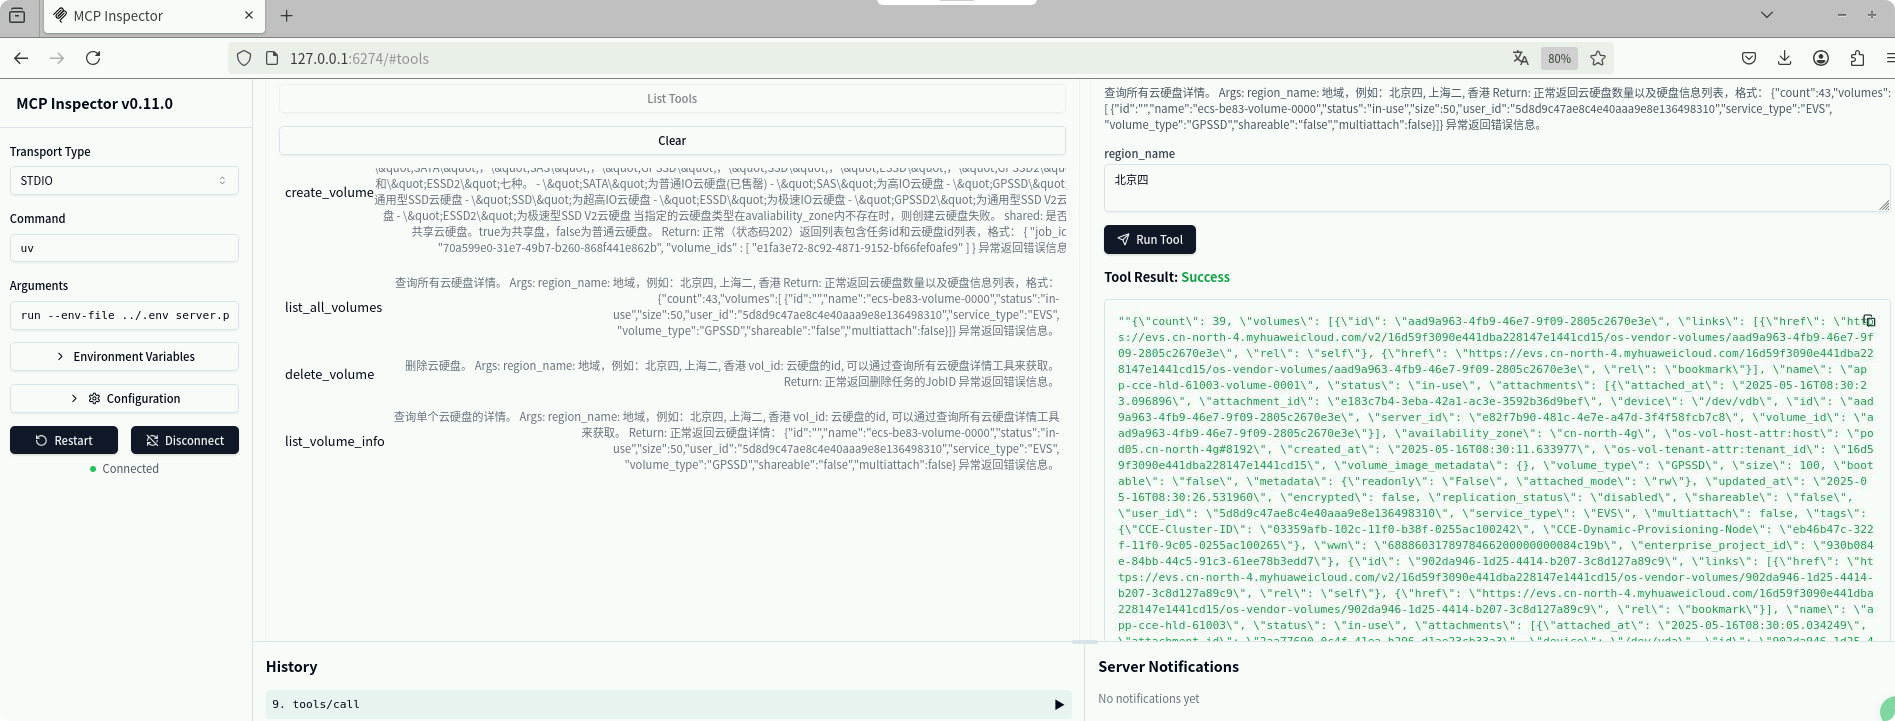 MCP Inspector
127.0.0.1:6274/#tools
80%
MCP Inspector v0.11.0
Transport Type
STDIO
Command
uv
Arguments
run --env-file ../.env server.p
Environment Variables
Configuration
Restart
Disconnect
Connected
List Tools
Clear
create_volume
和\&quot;ESSD2\&quot;七种。 - \&quot;SATA\&quot;为普通IO云硬盘(已售罄) - \&quot;SAS\&quot;为高IO云硬盘 - \&quot;GPSSD\&quot;
通用型SSD云硬盘 - \&quot;SSD\&quot;为超高IO云硬盘 - \&quot;ESSD\&quot;为极速IO云硬盘 - \&quot;GPSSD2\&quot;为通用型SSD V2云
盘 - \&quot;ESSD2\&quot;为极速型SSD V2云硬盘 当指定的云硬盘类型在avaliability_zone内不存在时，则创建云硬盘失败。 shared: 是否
共享云硬盘。true为共享盘，false为普通云硬盘。 Return: 正常（状态码202）返回列表包含任务id和云硬盘id列表，格式： { "job_id
"70a599e0-31e7-49b7-b260-868f441e862b", "volume_ids" : [ "e1fa3e72-8c92-4871-9152-bf66fef0afe9" ] } 异常返回错误信息
list_all_volumes
查询所有云硬盘详情。 Args: region_name: 地域，例如：北京四, 上海二, 香港 Return: 正常返回云硬盘数量以及硬盘信息列表，格式：
{"count":43,"volumes":[ {"id":"","name":"ecs-be83-volume-0000","status":"in-
use","size":50,"user_id":"5d8d9c47ae8c4e40aaa9e8e136498310","service_type":"EVS",
"volume_type":"GPSSD","shareable":"false","multiattach":false}]} 异常返回错误信息。
delete_volume
删除云硬盘。 Args: region_name: 地域，例如：北京四, 上海二, 香港 vol_id: 云硬盘的id, 可以通过查询所有云硬盘详情工具来获取。
Return: 正常返回删除任务的JobID 异常返回错误信息。
list_volume_info
查询单个云硬盘的详情。 Args: region_name: 地域，例如：北京四, 上海二, 香港 vol_id: 云硬盘的id, 可以通过查询所有云硬盘详情工具
来获取。 Return: 正常返回云硬盘详情： {"id":"","name":"ecs-be83-volume-0000","status":"in-
use","size":50,"user_id":"5d8d9c47ae8c4e40aaa9e8e136498310","service_type":"EVS",
"volume_type":"GPSSD","shareable":"false","multiattach":false} 异常返回错误信息。
查询所有云硬盘详情。 Args: region_name: 地域，例如：北京四, 上海二, 香港 Return: 正常返回云硬盘数量以及硬盘信息列表，格式： {"count":43,"volumes":
[ {"id":"","name":"ecs-be83-volume-0000","status":"in-use","size":50,"user_id":"5d8d9c47ae8c4e40aaa9e8e136498310","service_type":"EVS",
"volume_type":"GPSSD","shareable":"false","multiattach":false}]} 异常返回错误信息。
region_name
北京四
Run Tool
Tool Result: Success
""{\"count\": 39, \"volumes\": [{\"id\": \"aad9a963-4fb9-46e7-9f09-2805c2670e3e\", \"links\": [{\"href\": \"http
s://evs.cn-north-4.myhuaweicloud.com/v2/16d59f3090e441dba228147e1441cd15/os-vendor-volumes/aad9a963-4fb9-46e7-9f
09-2805c2670e3e\", \"rel\": \"self\"}, {\"href\": \"https://evs.cn-north-4.myhuaweicloud.com/16d59f3090e441dba22
8147e1441cd15/os-vendor-volumes/aad9a963-4fb9-46e7-9f09-2805c2670e3e\", \"rel\": \"bookmark\"}], \"name\": \"ap
p-cce-hld-61003-volume-0001\", \"status\": \"in-use\", \"attachments\": [{\"attached_at\": \"2025-05-16T08:30:2
3.096896\", \"attachment_id\": \"e183c7b4-3eba-42a1-ac3e-3592b36d9bef\", \"device\": \"/dev/vdb\", \"id\": \"aad
9a963-4fb9-46e7-9f09-2805c2670e3e\", \"server_id\": \"e82f7b90-481c-4e7e-a47d-3f4f58fcb7c8\", \"volume_id\": \"a
ad9a963-4fb9-46e7-9f09-2805c2670e3e\"}], \"availability_zone\": \"cn-north-4g\", \"os-vol-host-attr:host\": \"po
d05.cn-north-4g#8192\", \"created_at\": \"2025-05-16T08:30:11.633977\", \"os-vol-tenant-attr:tenant_id\": \"16d5
9f3090e441dba228147e1441cd15\", \"volume_image_metadata\": {}, \"volume_type\": \"GPSSD\", \"size\": 100, \"boot
able\": \"false\", \"metadata\": {\"readonly\": \"False\", \"attached_mode\": \"rw\"}, \"updated_at\": \"2025-0
5-16T08:30:26.531960\", \"encrypted\": false, \"replication_status\": \"disabled\", \"shareable\": \"false\",
\"user_id\": \"5d8d9c47ae8c4e40aaa9e8e136498310\", \"service_type\": \"EVS\", \"multiattach\": false, \"tags\":
{\"CCE-Cluster-ID\": \"03359afb-102c-11f0-b38f-0255ac100242\", \"CCE-Dynamic-Provisioning-Node\": \"eb46b47c-322
f-11f0-9c05-0255ac100265\"}, \"wwn\": \"6888603178978466200000000084c19b\", \"enterprise_project_id\": \"930b084
e-84bb-44c5-91c3-61ee78b3edd7\"}, {\"id\": \"902da946-1d25-4414-b207-3c8d127a89c9\", \"links\": [{\"href\": \"ht
tps://evs.cn-north-4.myhuaweicloud.com/v2/16d59f3090e441dba228147e1441cd15/os-vendor-volumes/902da946-1d25-4414-
b207-3c8d127a89c9\", \"rel\": \"self\"}, {\"href\": \"https://evs.cn-north-4.myhuaweicloud.com/16d59f3090e441dba
228147e1441cd15/os-vendor-volumes/902da946-1d25-4414-b207-3c8d127a89c9\", \"rel\": \"bookmark\"}], \"name\": \"a
pp-cce-hld-61003\", \"status\": \"in-use\", \"attachments\": [{\"attached_at\": \"2025-05-16T08:30:05.034249\",
History
9. tools/call
Server Notifications
No notifications yet